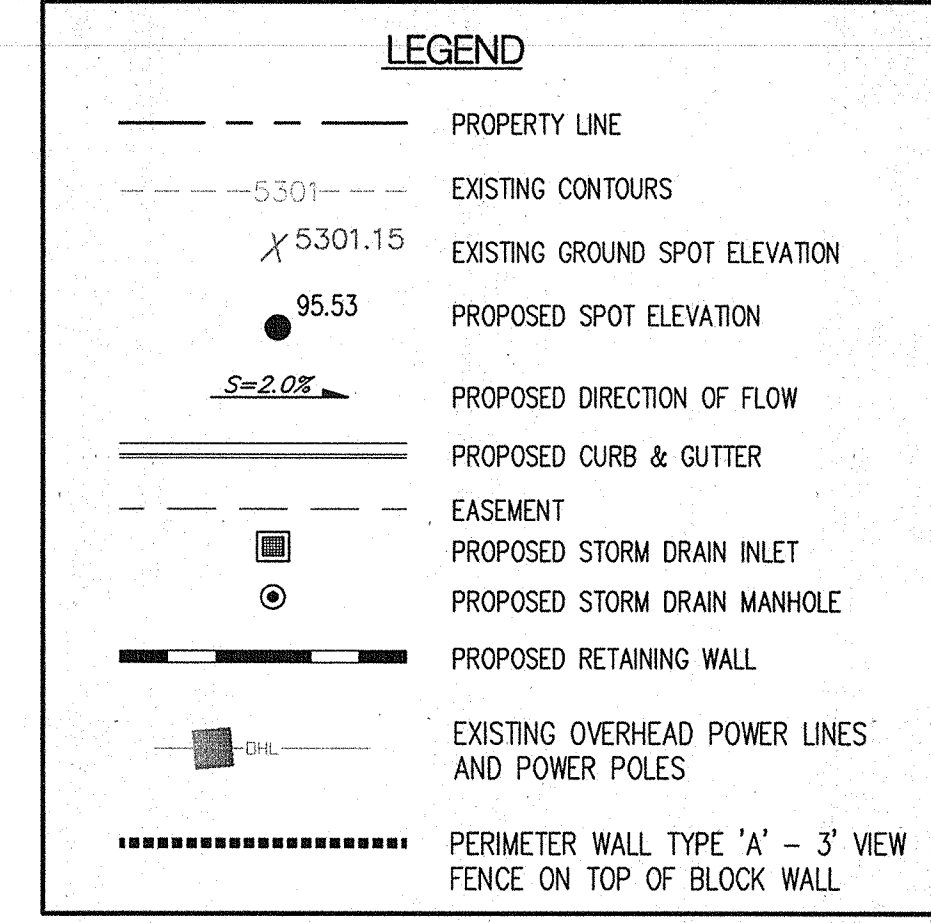 LEGEND
PROPERTY LINE
5301 EXISTING CONTOURS
X 5301.15 EXISTING GROUND SPOT ELEVATION
95.53 PROPOSED SPOT ELEVATION
S=2.0% PROPOSED DIRECTION OF FLOW
PROPOSED CURB & GUTTER
EASEMENT
PROPOSED STORM DRAIN INLET
PROPOSED STORM DRAIN MANHOLE
PROPOSED RETAINING WALL
OHL EXISTING OVERHEAD POWER LINES
AND POWER POLES
PERIMETER WALL TYPE 'A' – 3' VIEW
FENCE ON TOP OF BLOCK WALL